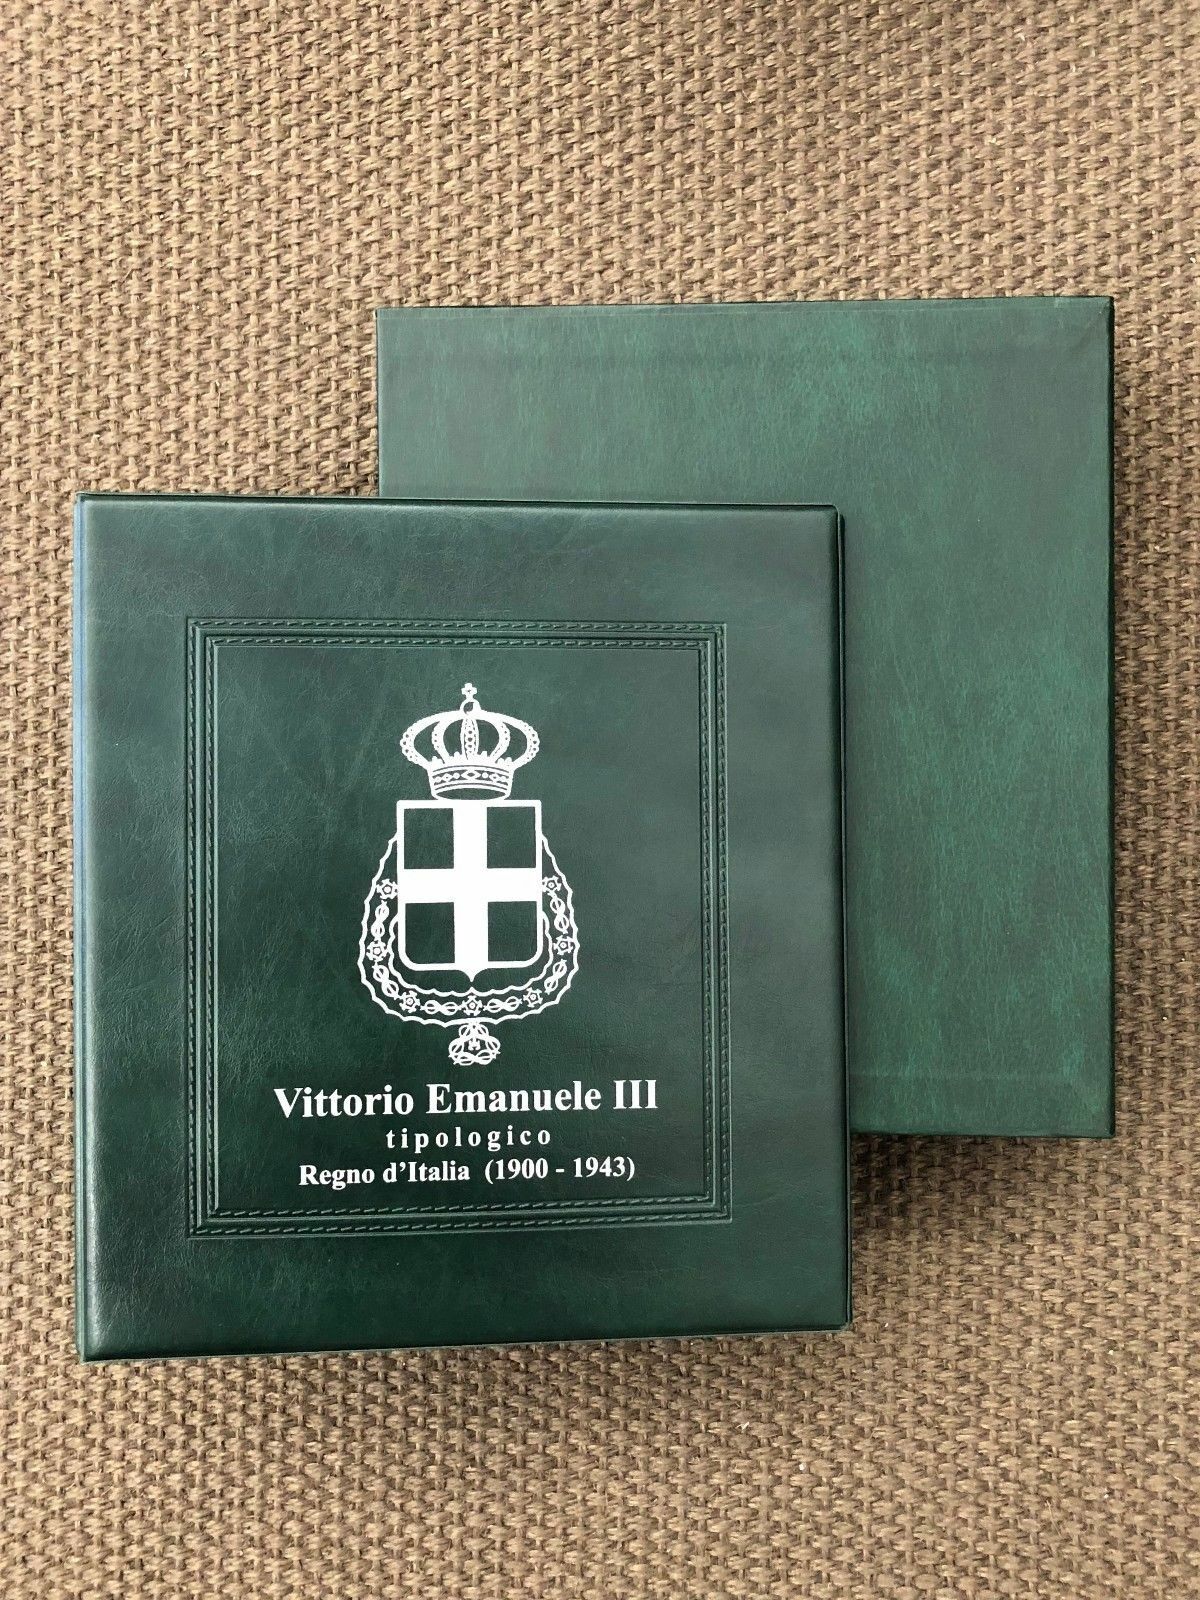 Vittorio Emanuele III
tipologico
Regno d'Italia (1900 - 1943)